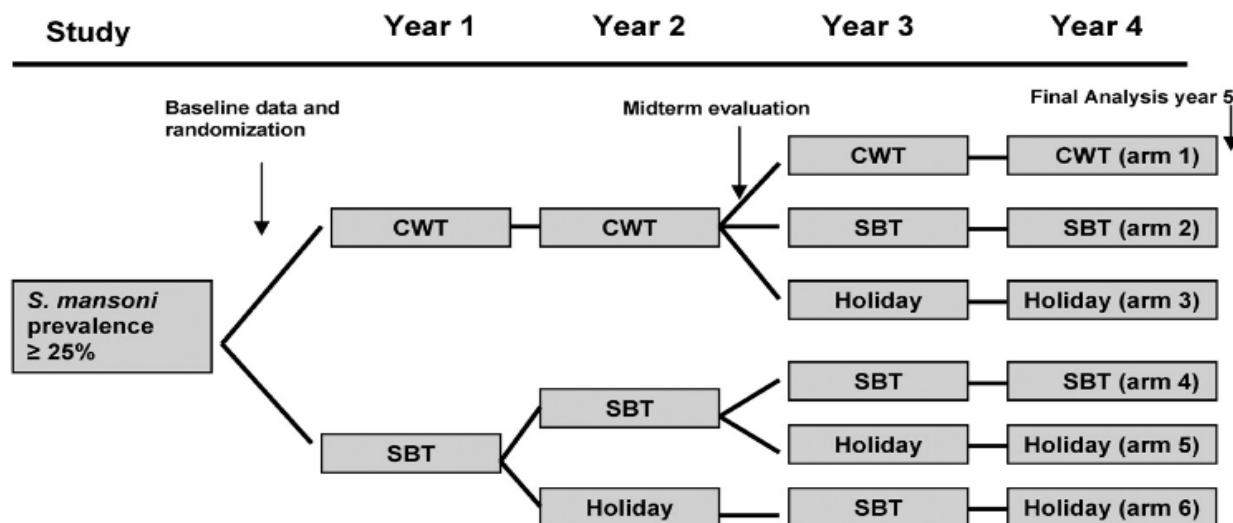 Study Year 1 Year 2 Year 3 Year 4
Baseline data and
randomization
Midterm evaluation
Final Analysis year 5
CWT CWT (arm 1)
CWT CWT SBT SBT (arm 2)
Holiday Holiday (arm 3)
S. mansoni
prevalence
≥ 25%
SBT SBT (arm 4)
SBT
Holiday Holiday (arm 5)
SBT
Holiday SBT Holiday (arm 6)